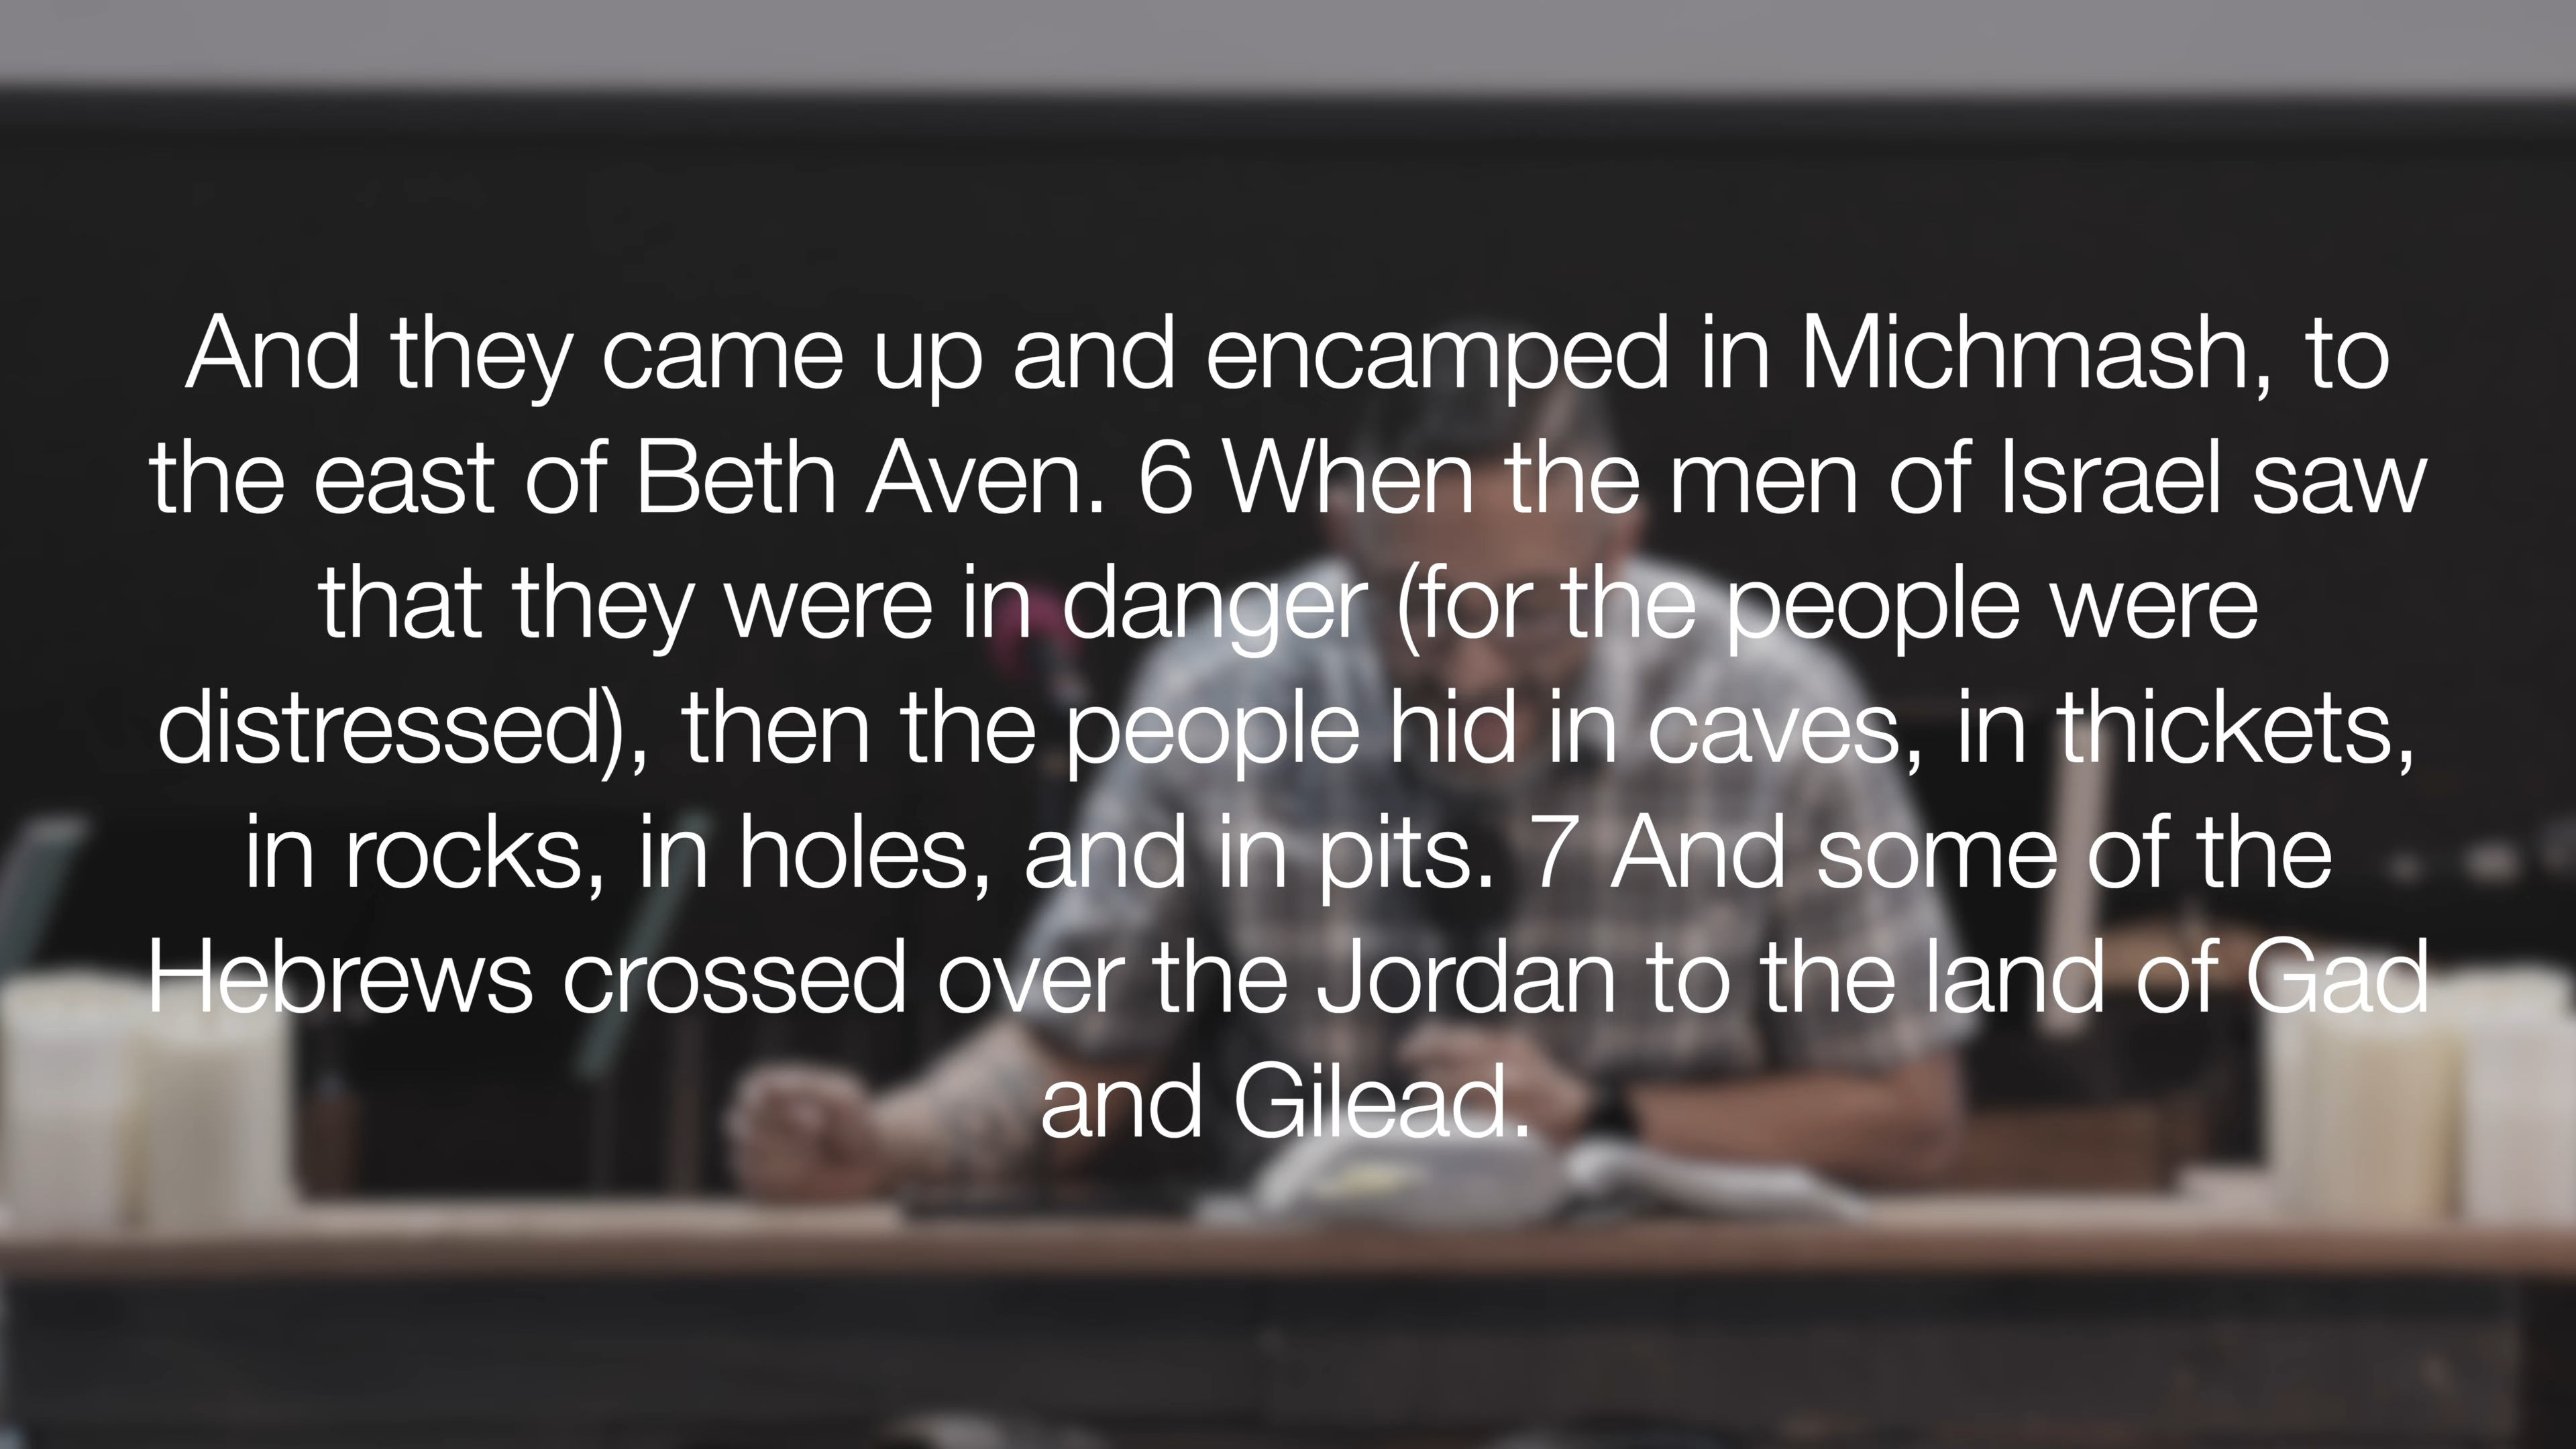 And they came up and encamped in Michmash, to
the east of Beth Aven. 6 When the men of Israel saw
that they were in danger (for the people were
distressed), then the people hid in caves, in thickets,
in rocks, in holes, and in pits. 7 And some of the
Hebrews crossed over the Jordan to the land of Gad
and Gilead.